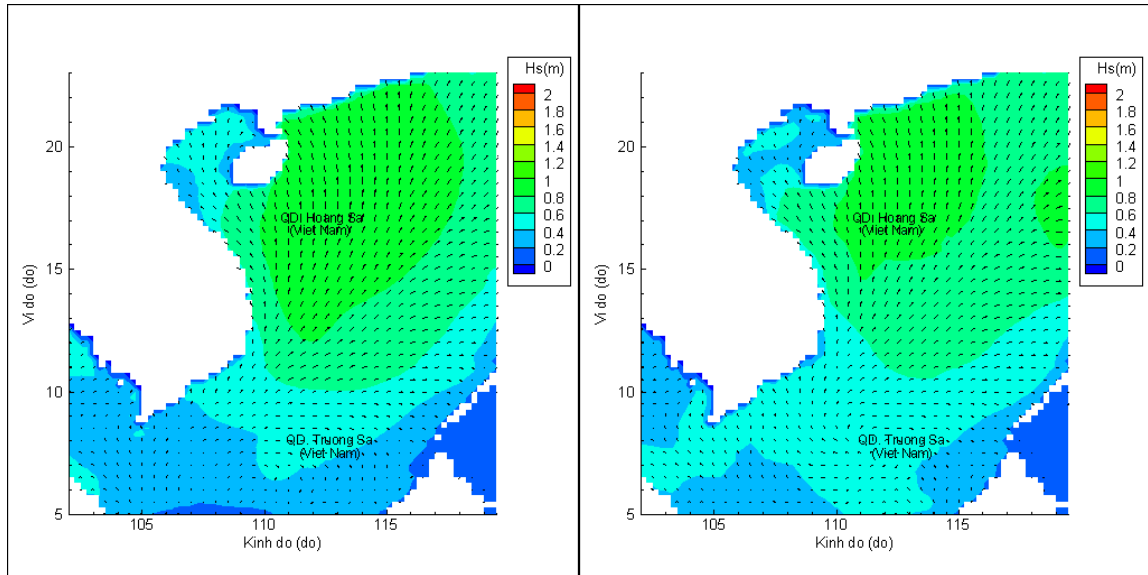 Hs(m)
2
1.8
1.6
1.4
1.2
1
0.8
0.6
0.4
0.2
0
20
15
10
5
Vi do (do)
105
110
115
Kinh do (do)
QDi Hoang Sa
(Viet Nam)
QD. Truong Sa
(Viet Nam)
Hs(m)
2
1.8
1.6
1.4
1.2
1
0.8
0.6
0.4
0.2
0
20
15
10
5
Vi do (do)
105
110
115
Kinh do (do)
QDi Hoang Sa
(Viet Nam)
QD. Truong Sa
(Viet Nam)